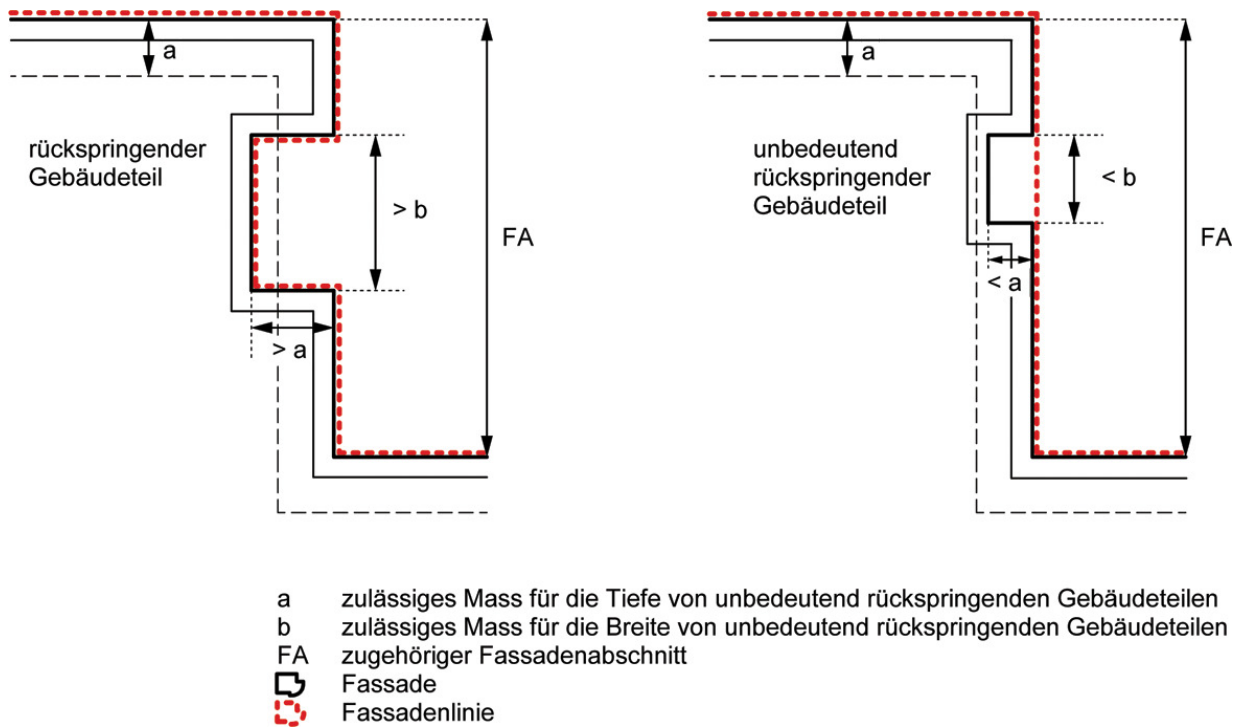 a
rückspringender
Gebäudeteil
> b
FA
> a
a
unbedeutend
rückspringender
Gebäudeteil
< b
FA
< a
a zulässiges Mass für die Tiefe von unbedeutend rückspringenden Gebäudeteilen
b zulässiges Mass für die Breite von unbedeutend rückspringenden Gebäudeteilen
FA zugehöriger Fassadenabschnitt
Fassade
Fassadenlinie